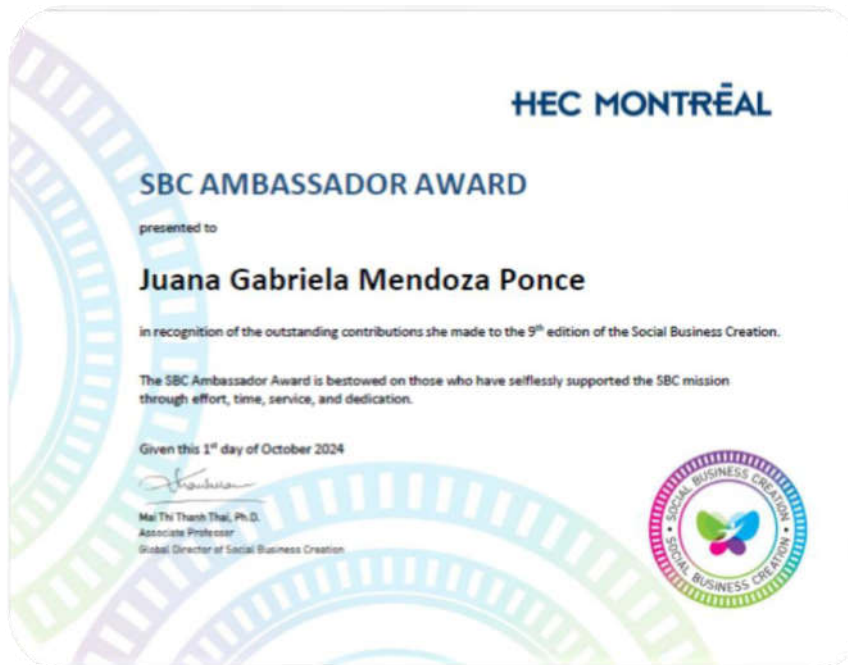 HEC MONTRĒAL
SBC AMBASSADOR AWARD
presented to
Juana Gabriela Mendoza Ponce
in recognition of the outstanding contributions she made to the 9th edition of the Social Business Creation.
The SBC Ambassador Award is bestowed on those who have selflessly supported the SBC mission
through effort, time, service, and dedication.
Given this 1st day of October 2024
Mai Thi Thanh Thai, Ph.D.
Associate Professor
Global Director of Social Business Creation
SOCIAL BUSINESS CREATION • SOCIAL BUSINESS CREATION •